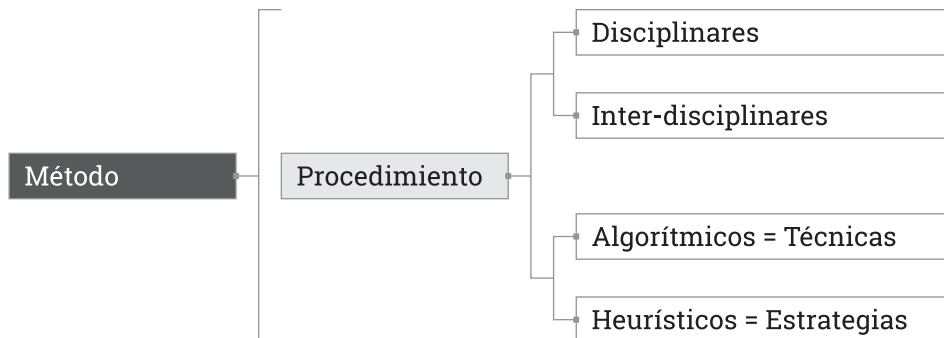 Método
Procedimiento
Disciplinares
Inter-disciplinares
Algorítmicos = Técnicas
Heurísticos = Estrategias